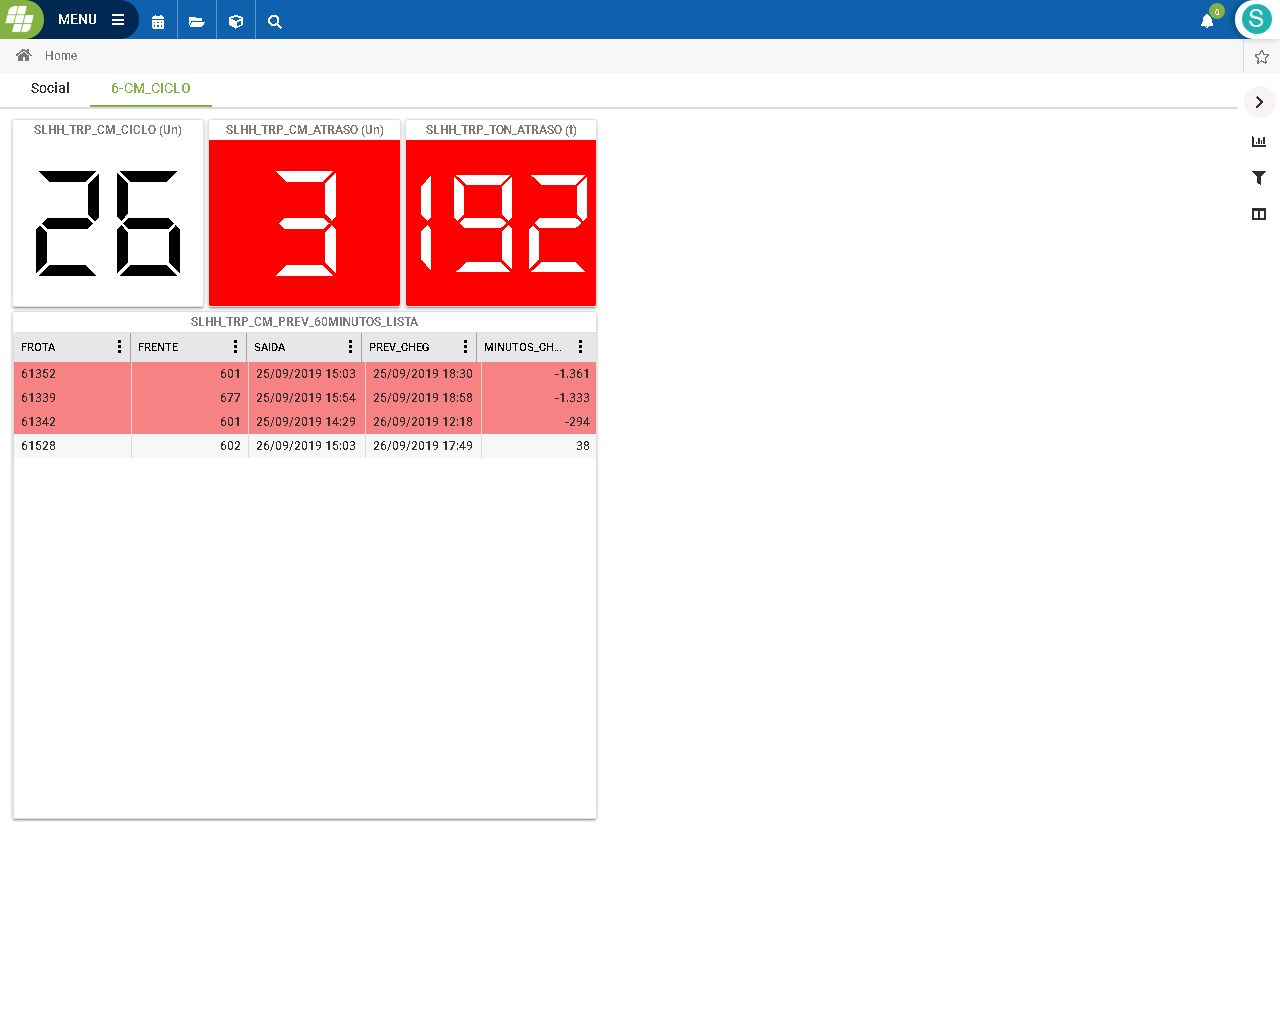 MENU
0
S
Home
Social 6-CM_CICLO
SLHH_TRP_CM_CICLO (Un) SLHH_TRP_CM_ATRASO (Un) SLHH_TRP_TON_ATRASO (t)
26 3 192
SLHH_TRP_CM_PREV_60MINUTOS_LISTA
FROTA FRENTE SAIDA PREV_CHEG MINUTOS_CH...
61352 601 25/09/2019 15:03 25/09/2019 18:30 -1.361
61339 677 25/09/2019 15:54 25/09/2019 18:58 -1.333
61342 601 25/09/2019 14:29 26/09/2019 12:18 -294
61528 602 26/09/2019 15:03 26/09/2019 17:49 38